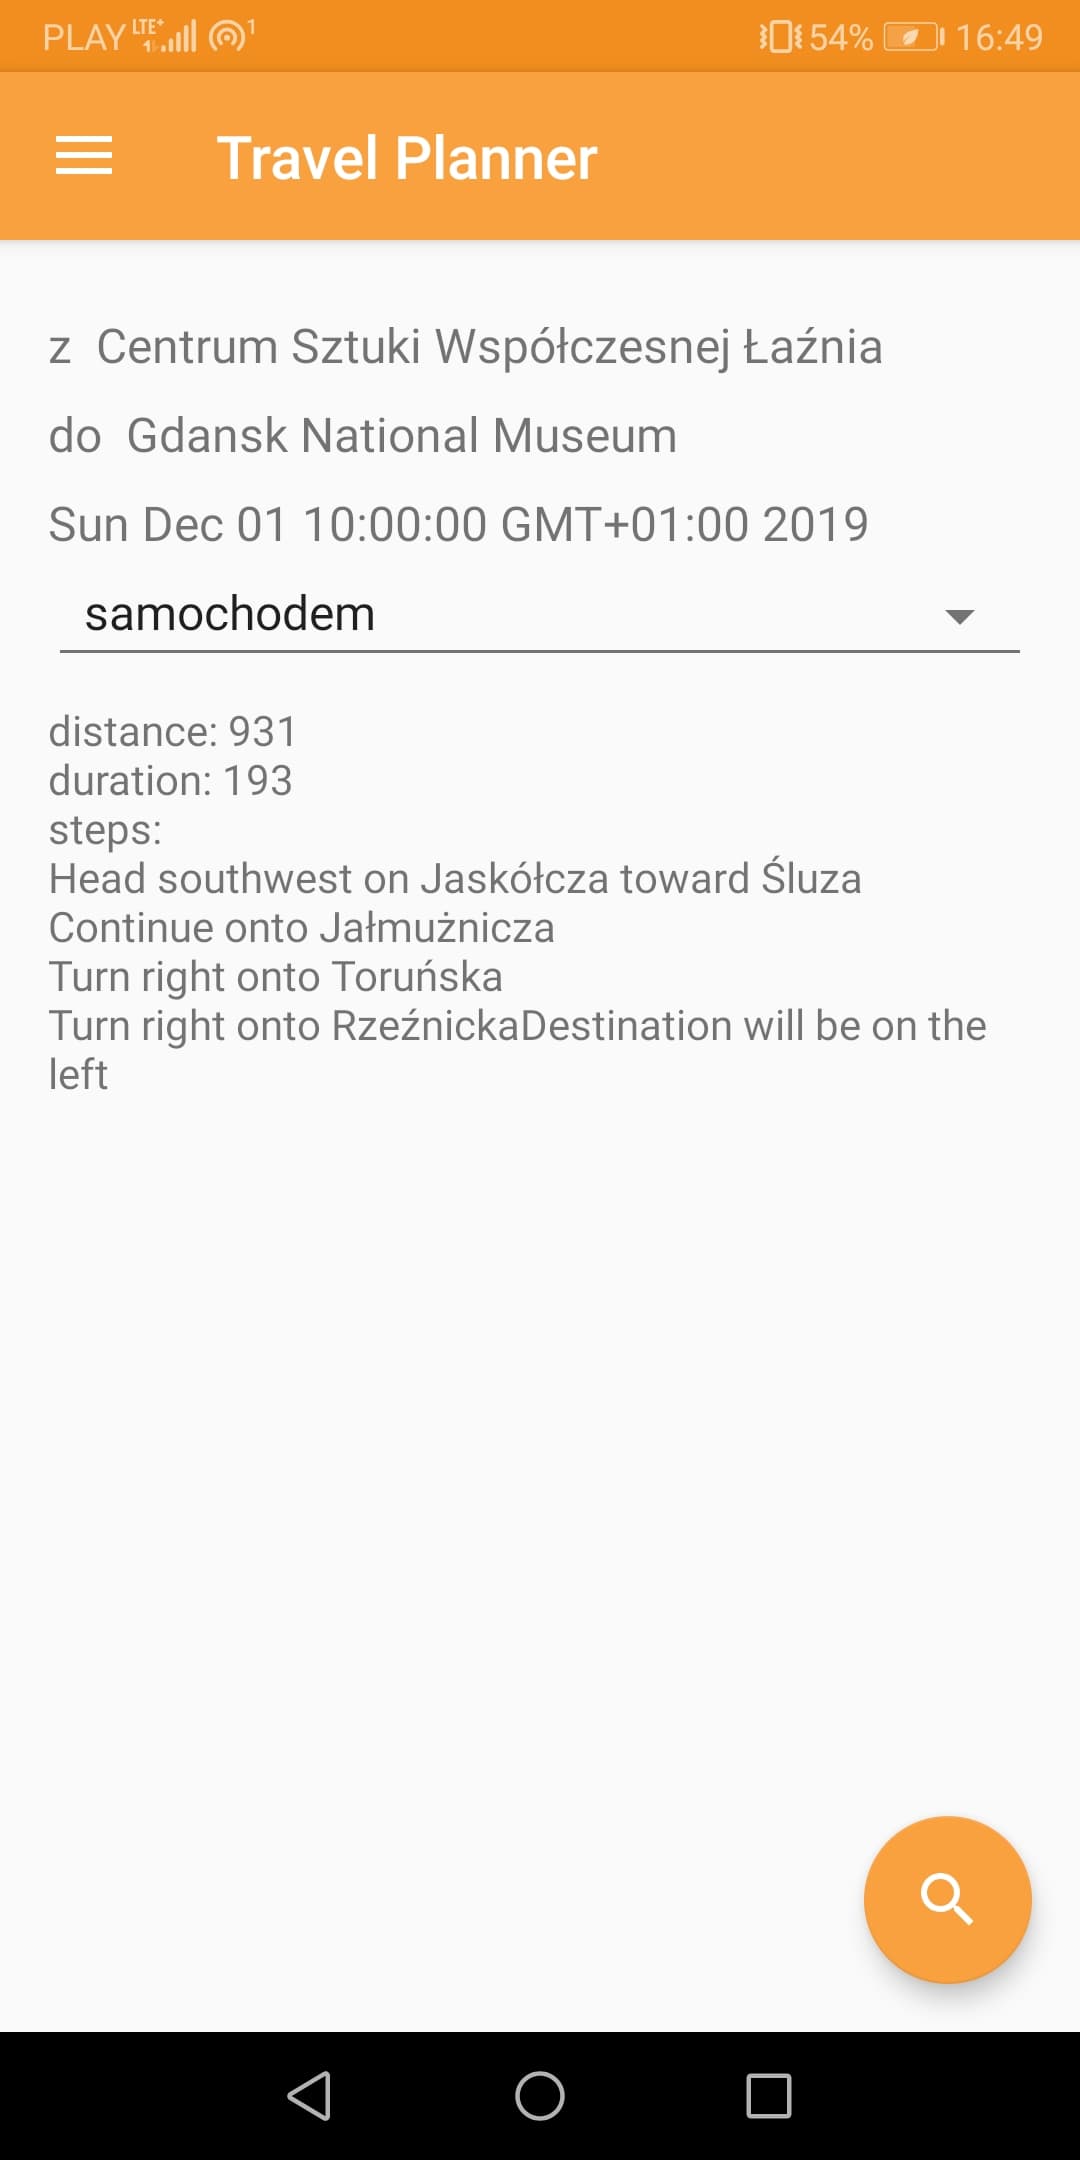 PLAY LTE+ 1 54% 16:49
Travel Planner
z Centrum Sztuki Współczesnej Łaźnia
do Gdansk National Museum
Sun Dec 01 10:00:00 GMT+01:00 2019
samochodem
distance: 931
duration: 193
steps:
Head southwest on Jaskółcza toward Śluza
Continue onto Jałmużnicza
Turn right onto Toruńska
Turn right onto RzeźnickaDestination will be on the
left